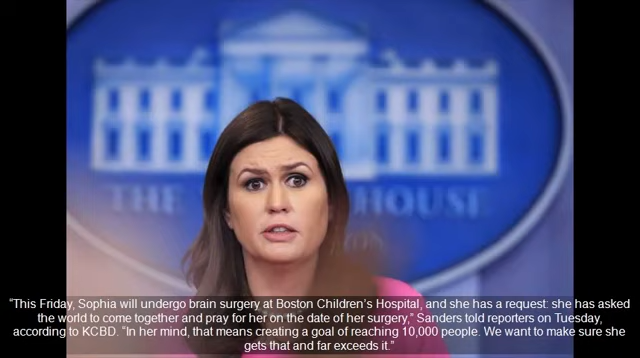 THE W HOUSE
ON
“This Friday, Sophia will undergo brain surgery at Boston Children’s Hospital, and she has a request: she has asked
the world to come together and pray for her on the date of her surgery,” Sanders told reporters on Tuesday,
according to KCBD. “In her mind, that means creating a goal of reaching 10,000 people. We want to make sure she
gets that and far exceeds it.”